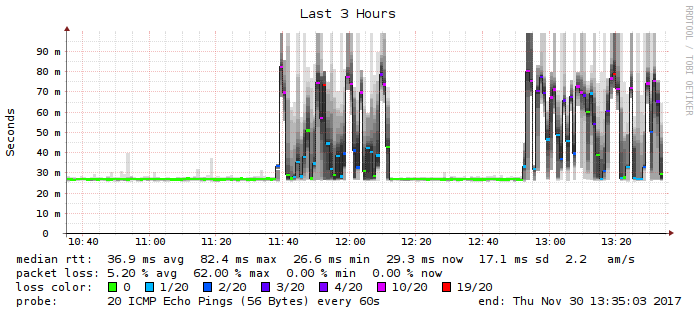 Last 3 Hours
RRDTOOL / TOBI OETIKER
Seconds
90 m
80 m
70 m
60 m
50 m
40 m
30 m
20 m
10 m
0
10:40 11:00 11:20 11:40 12:00 12:20 12:40 13:00 13:20
median rtt: 36.9 ms avg 82.4 ms max 26.6 ms min 29.3 ms now 17.1 ms sd 2.2 am/s
packet loss: 5.20 % avg 62.00 % max 0.00 % min 0.00 % now
loss color: 0 1/20 2/20 3/20 4/20 10/20 19/20
probe: 20 ICMP Echo Pings (56 Bytes) every 60s end: Thu Nov 30 13:35:03 2017